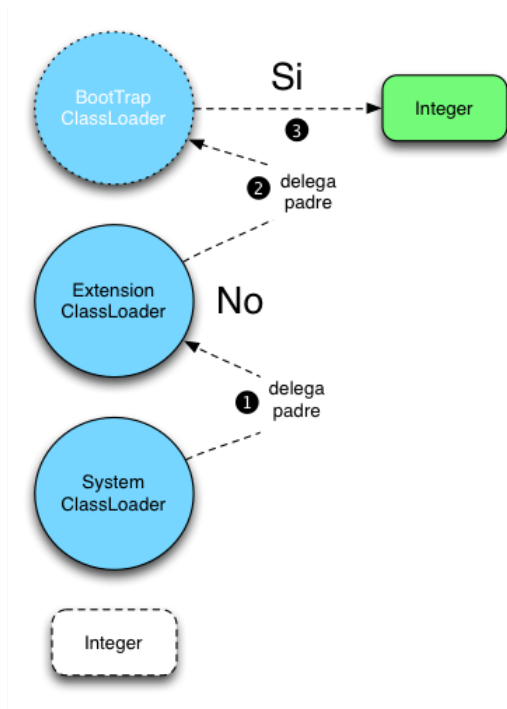 BootTrap
ClassLoader
Si
Integer
3
2
delega
padre
Extension
ClassLoader
No
1
delega
padre
System
ClassLoader
Integer